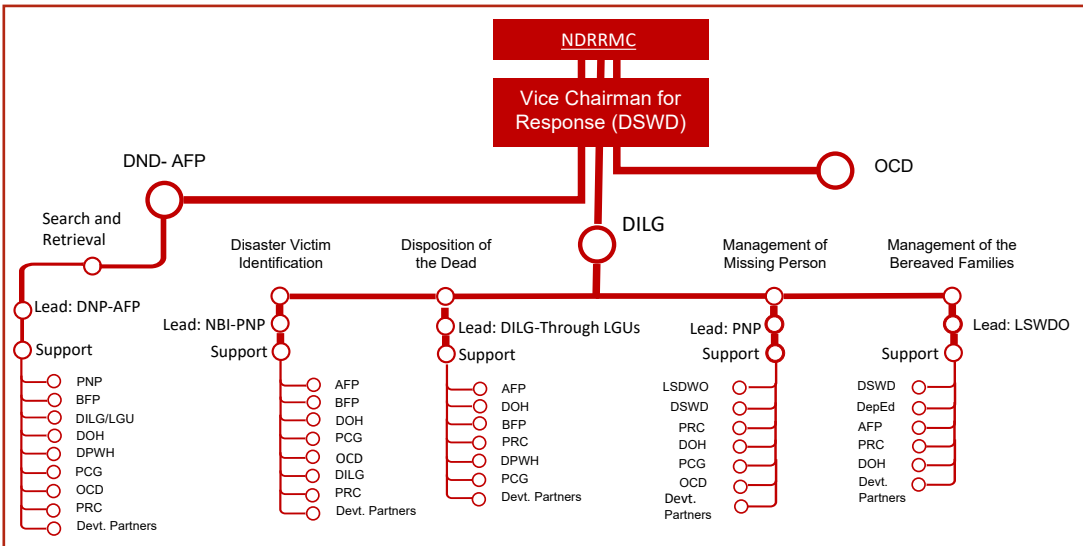 NDRRMC
Vice Chairman for
Response (DSWD)
DND- AFP
OCD
DILG
Search and
Retrieval
Lead: DNP-AFP
Support
PNP
BFP
DILG/LGU
DOH
DPWH
PCG
OCD
PRC
Devt. Partners
Disaster Victim
Identification
Lead: NBI-PNP
Support
AFP
BFP
DOH
PCG
OCD
DILG
PRC
Devt. Partners
Disposition of
the Dead
Lead: DILG-Through LGUs
Support
AFP
DOH
BFP
PRC
DPWH
PCG
Devt. Partners
Management of
Missing Person
Lead: PNP
Support
LSDWO
DSWD
PRC
DOH
PCG
OCD
Devt.
Partners
Management of the
Bereaved Families
Lead: LSWDO
Support
DSWD
DepEd
AFP
PRC
DOH
Devt.
Partners